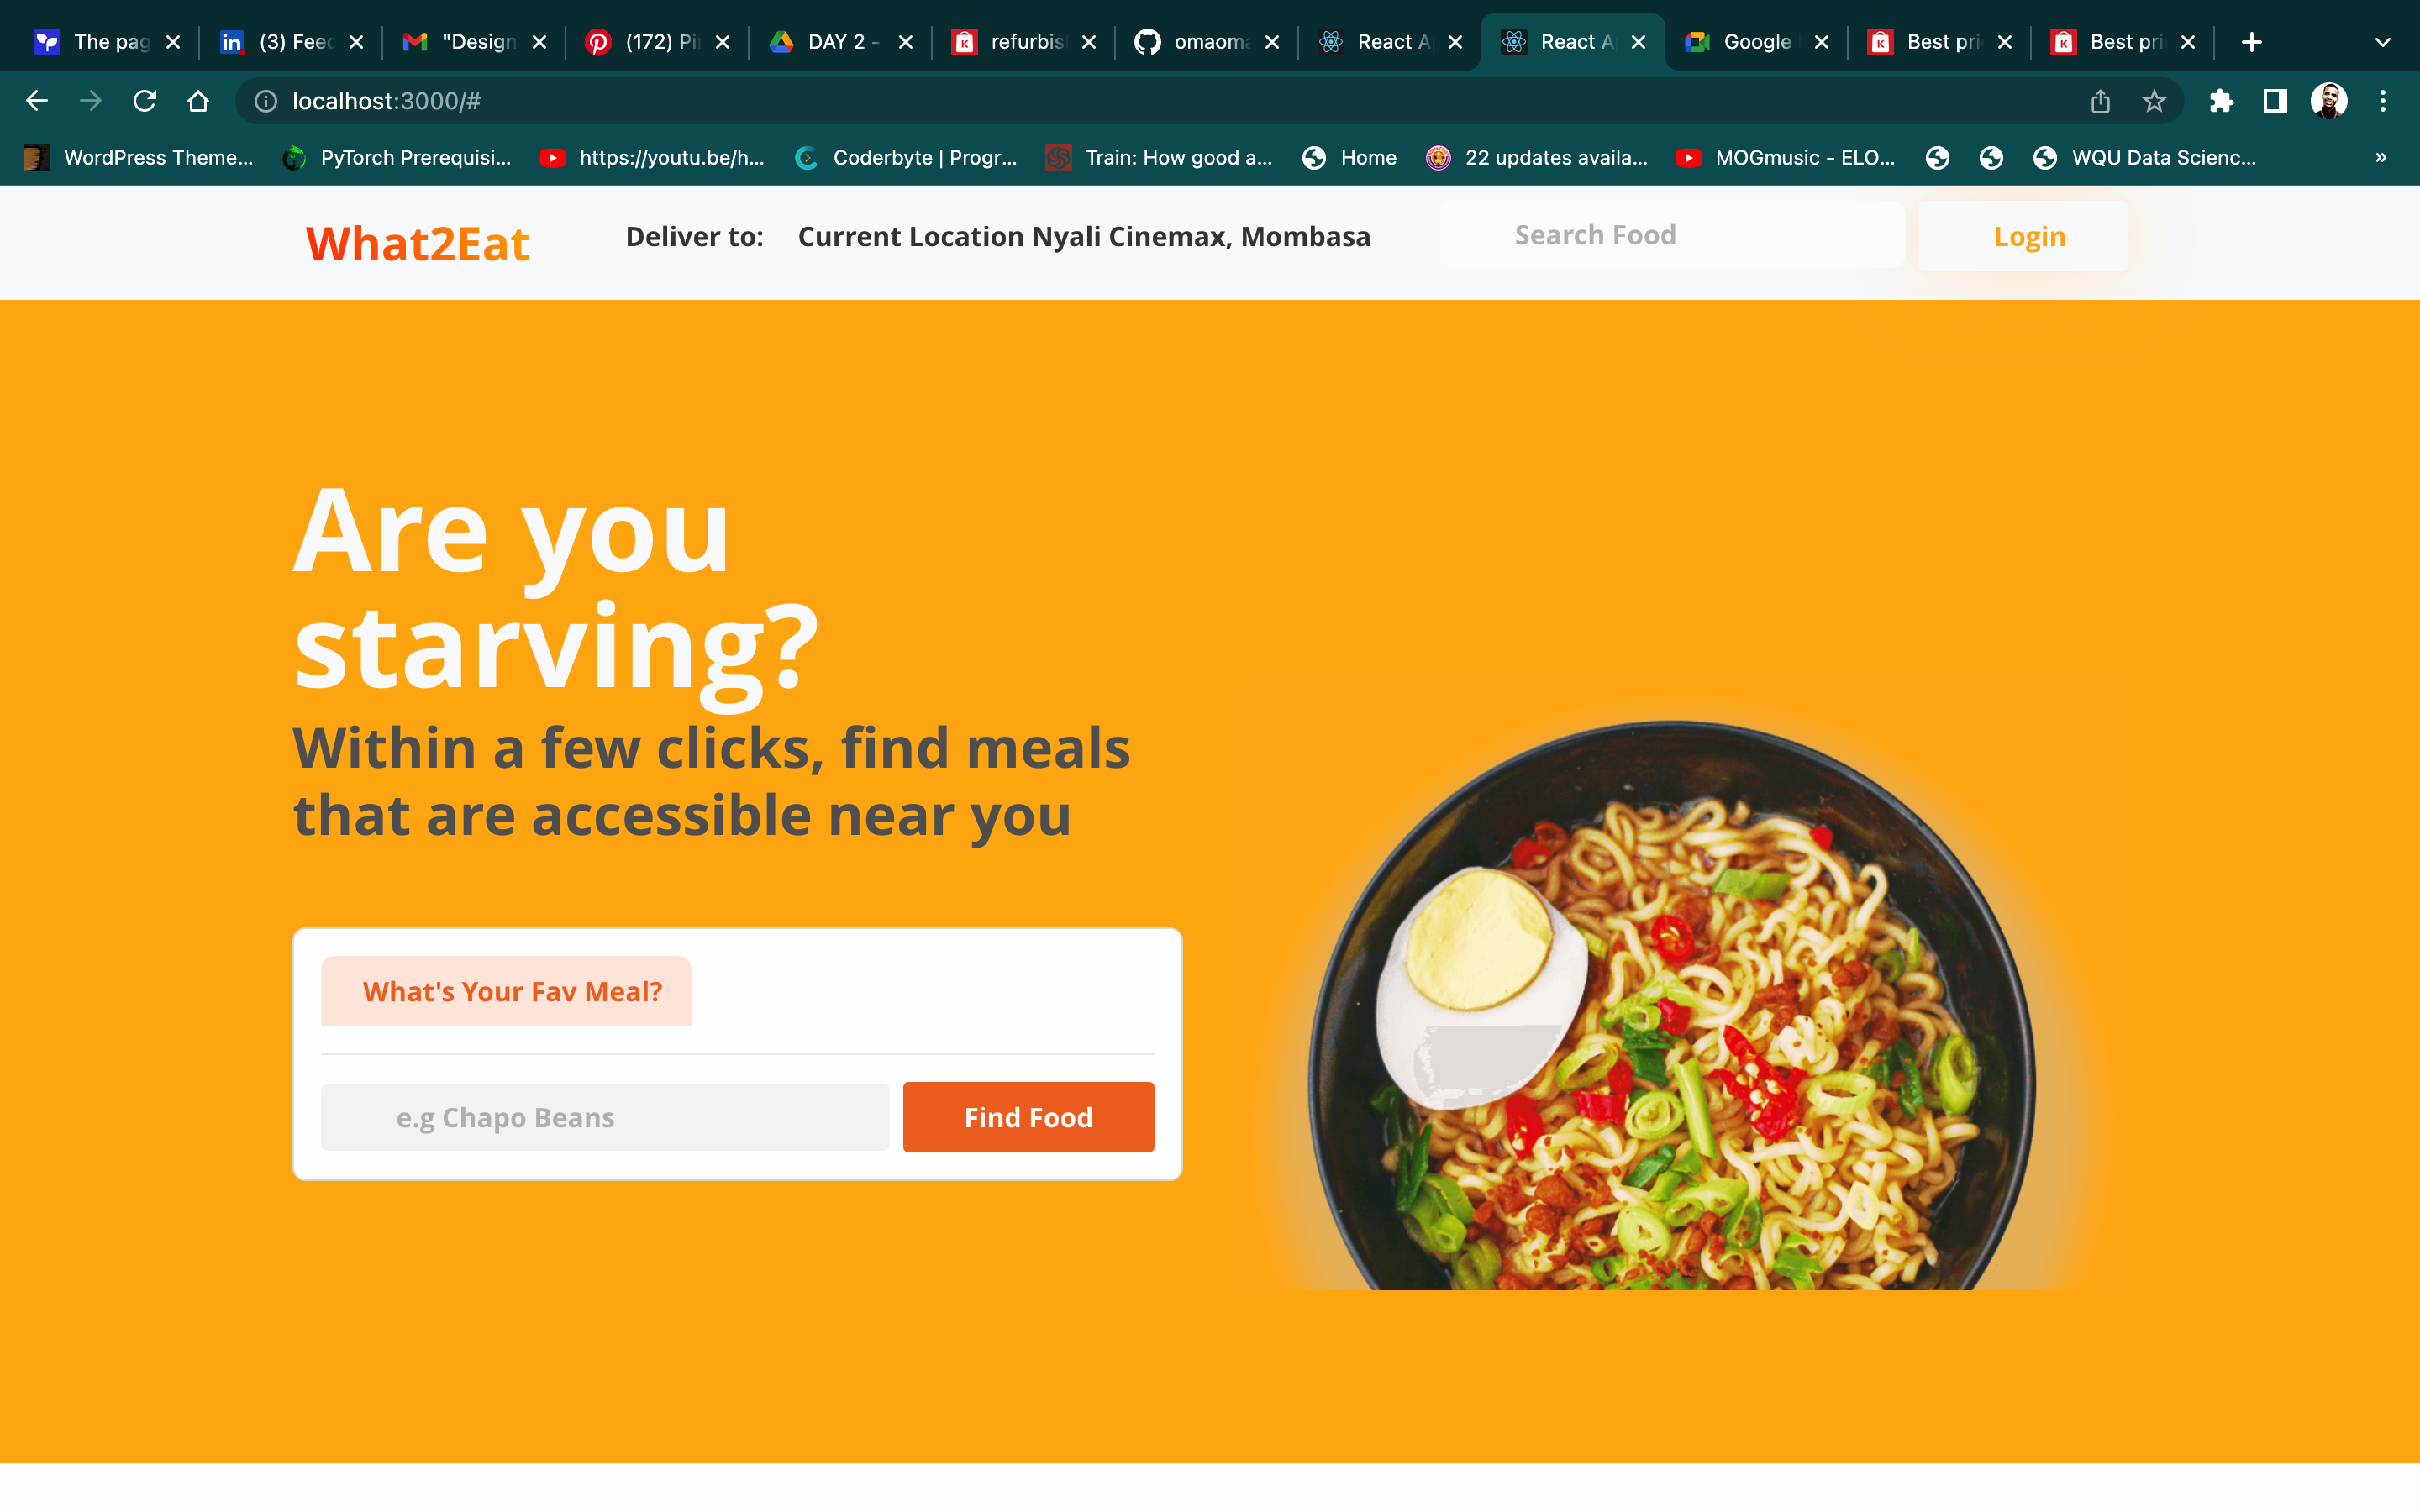 The pag
(3) Feed
"Design
(172) Pi
DAY 2 -
refurbis
omaoma
React A
React A
Google
Best pri
Best pri
localhost:3000/#
WordPress Theme...
PyTorch Prerequisi...
https://youtu.be/h...
Coderbyte | Progr...
Train: How good a...
Home
22 updates availa...
MOGmusic - ELO...
WQU Data Scienc...
»
What2Eat
Deliver to:
Current Location Nyali Cinemax, Mombasa
Search Food
Login
Are you
starving?
Within a few clicks, find meals
that are accessible near you
What's Your Fav Meal?
e.g Chapo Beans
Find Food